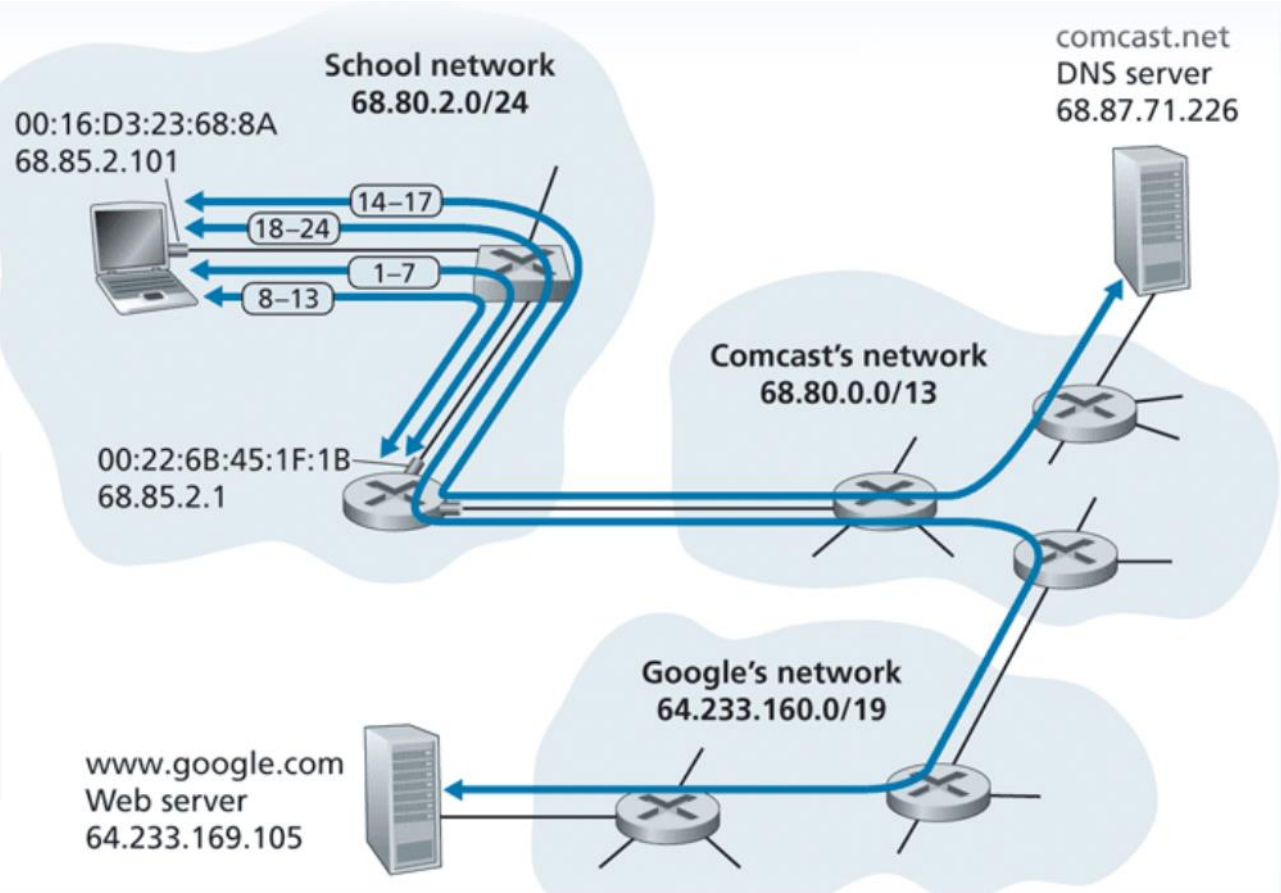 School network
68.80.2.0/24
comcast.net
DNS server
68.87.71.226
00:16:D3:23:68:8A
68.85.2.101
14–17
18–24
1–7
8–13
Comcast's network
68.80.0.0/13
00:22:6B:45:1F:1B
68.85.2.1
Google's network
64.233.160.0/19
www.google.com
Web server
64.233.169.105